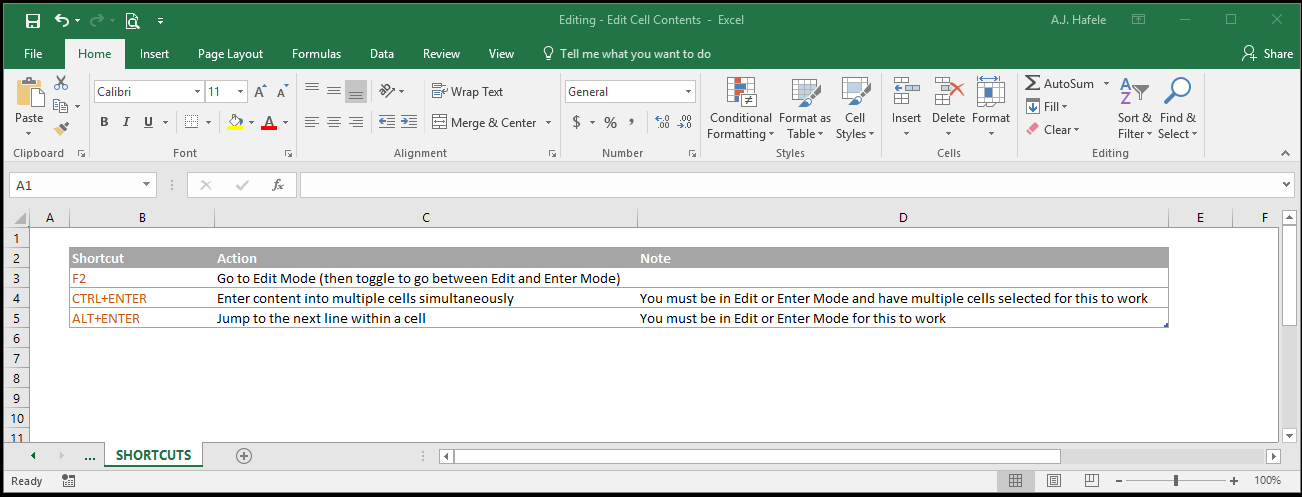 Editing - Edit Cell Contents - Excel
A.J. Hafele
File Home Insert Page Layout Formulas Data Review View Tell me what you want to do Share
Paste
Clipboard
Calibri 11 A A
B I U A
Font
Wrap Text
Merge & Center
Alignment
General
$ % , .0 .00 .00 .0
Number
Conditional Formatting
Format as Table
Cell Styles
Styles
Insert Delete Format
Cells
AutoSum
Fill
Clear
A Z
Sort & Filter
Find & Select
Editing
A1 fx
A B C D E F
1
2 Shortcut Action Note
3 F2 Go to Edit Mode (then toggle to go between Edit and Enter Mode)
4 CTRL+ENTER Enter content into multiple cells simultaneously You must be in Edit or Enter Mode and have multiple cells selected for this to work
5 ALT+ENTER Jump to the next line within a cell You must be in Edit or Enter Mode for this to work
6
7
8
9
10
11
... SHORTCUTS
Ready 100%